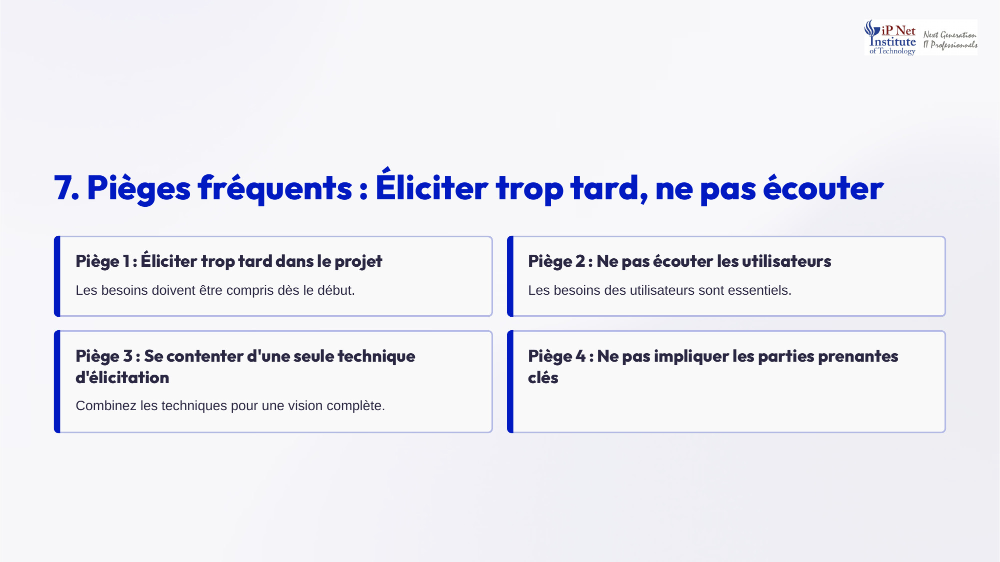 iP Net
Institute
of Technology
Next Generation
IT Professionnels
7. Pièges fréquents : Éliciter trop tard, ne pas écouter
Piège 1 : Éliciter trop tard dans le projet
Les besoins doivent être compris dès le début.
Piège 2 : Ne pas écouter les utilisateurs
Les besoins des utilisateurs sont essentiels.
Piège 3 : Se contenter d'une seule technique
d'élicitation
Combinez les techniques pour une vision complète.
Piège 4 : Ne pas impliquer les parties prenantes
clés